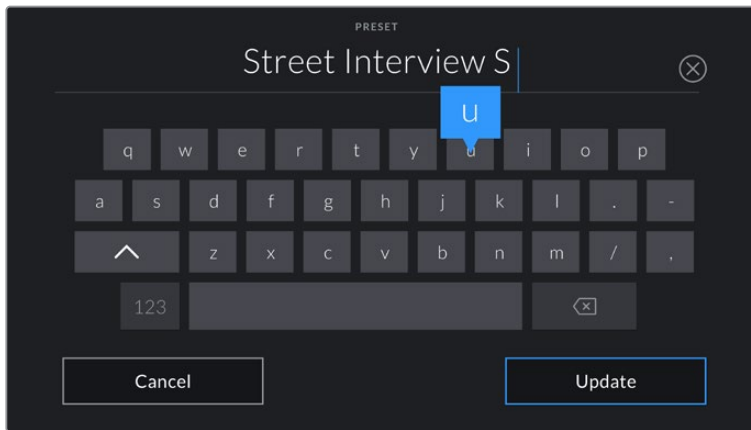 PRESET
Street Interview S
u
q w e r t y u i o p
a s d f g h j k l . -
z x c v b n m / ,
123
Cancel Update